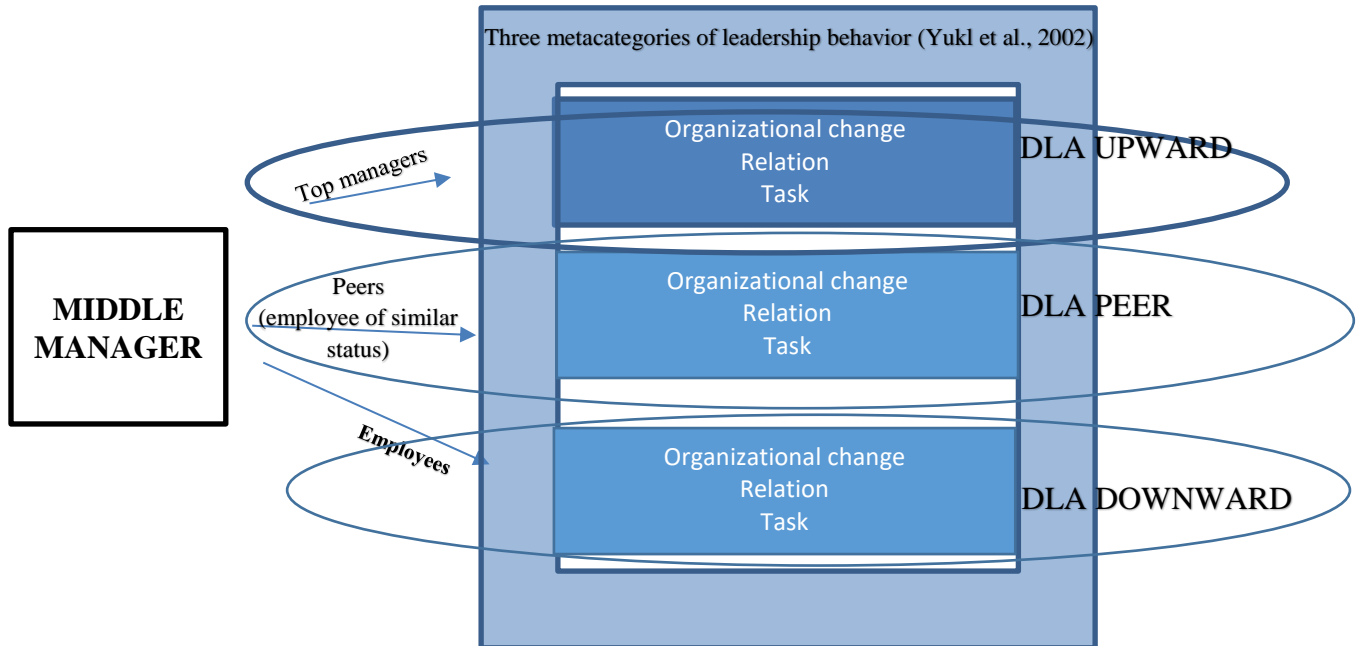 Three metacategories of leadership behavior (Yukl et al., 2002)
Top managers
Organizational change
Relation
Task
DLA UPWARD
MIDDLE
MANAGER
Peers
(employee of similar
status)
Organizational change
Relation
Task
DLA PEER
Employees
Organizational change
Relation
Task
DLA DOWNWARD